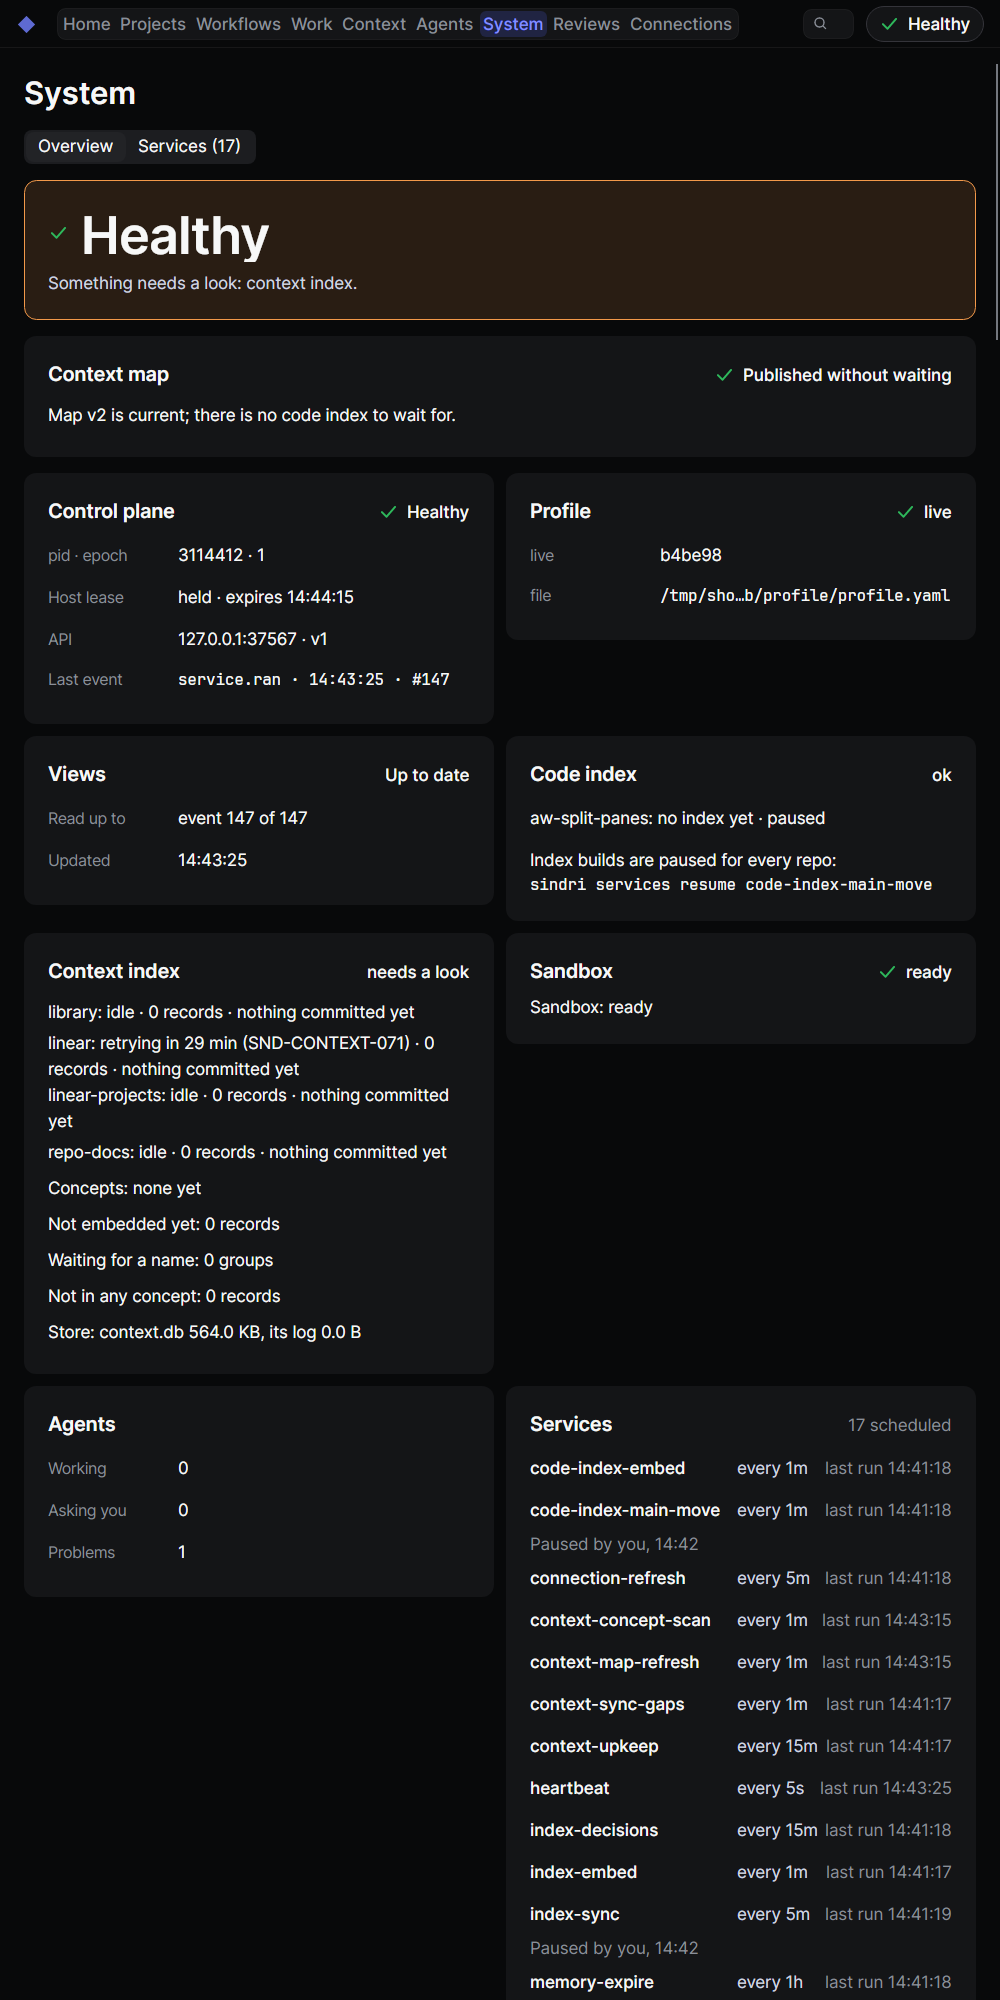 Home Projects Workflows Work Context Agents System Reviews Connections
Healthy
System
Overview Services (17)
Healthy
Something needs a look: context index.
Context map
Published without waiting
Map v2 is current; there is no code index to wait for.
Control plane
Healthy
pid · epoch 3114412 · 1
Host lease held · expires 14:44:15
API 127.0.0.1:37567 · v1
Last event service.ran · 14:43:25 · #147
Profile
live
live b4be98
file /tmp/sho…b/profile/profile.yaml
Views
Up to date
Read up to event 147 of 147
Updated 14:43:25
Code index
ok
aw-split-panes: no index yet · paused
Index builds are paused for every repo:
sindri services resume code-index-main-move
Context index
needs a look
library: idle · 0 records · nothing committed yet
linear: retrying in 29 min (SND-CONTEXT-071) · 0
records · nothing committed yet
linear-projects: idle · 0 records · nothing committed
yet
repo-docs: idle · 0 records · nothing committed yet
Concepts: none yet
Not embedded yet: 0 records
Waiting for a name: 0 groups
Not in any concept: 0 records
Store: context.db 564.0 KB, its log 0.0 B
Sandbox
ready
Sandbox: ready
Agents
Working 0
Asking you 0
Problems 1
Services
17 scheduled
code-index-embed every 1m last run 14:41:18
code-index-main-move every 1m last run 14:41:18
Paused by you, 14:42
connection-refresh every 5m last run 14:41:18
context-concept-scan every 1m last run 14:43:15
context-map-refresh every 1m last run 14:43:15
context-sync-gaps every 1m last run 14:41:17
context-upkeep every 15m last run 14:41:17
heartbeat every 5s last run 14:43:25
index-decisions every 15m last run 14:41:18
index-embed every 1m last run 14:41:17
index-sync every 5m last run 14:41:19
Paused by you, 14:42
memory-expire every 1h last run 14:41:18